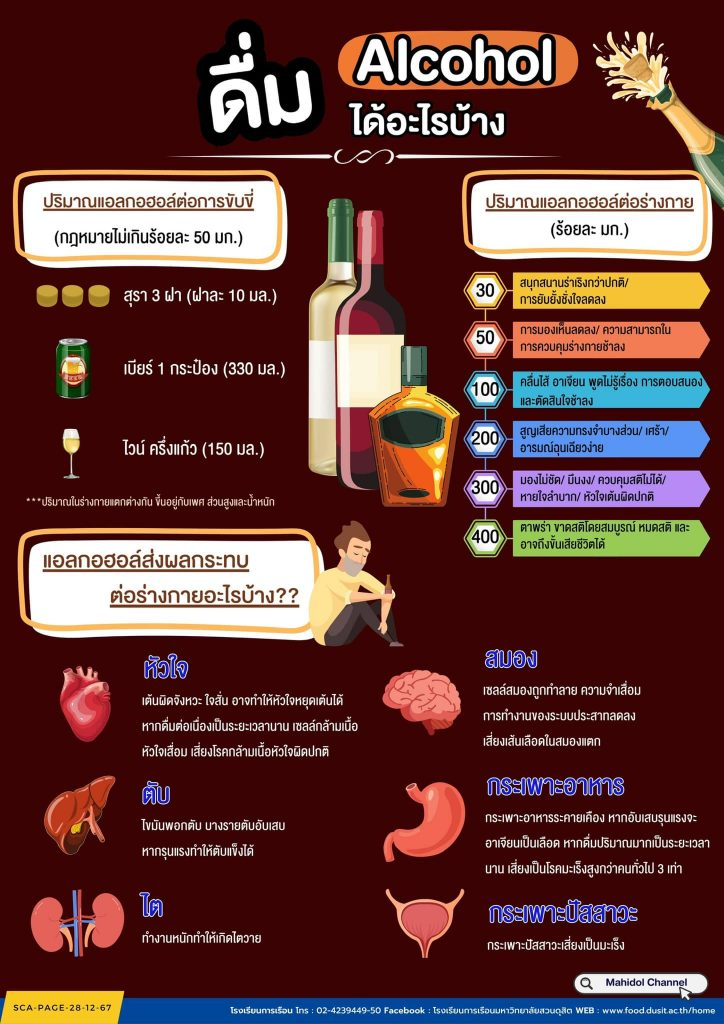 ดื่ม
Alcohol
ได้อะไรบ้าง
ปริมาณแอลกอฮอล์ต่อการขับขี่
(กฎหมายไม่เกินร้อยละ 50 มก.)
สุรา 3 ฝา (ฝาละ 10 มล.)
เบียร์ 1 กระป๋อง (330 มล.)
ไวน์ ครึ่งแก้ว (150 มล.)
***ปริมาณในร่างกายแตกต่างกัน ขึ้นอยู่กับเพศ ส่วนสูงและน้ำหนัก
ปริมาณแอลกอฮอล์ต่อร่างกาย
(ร้อยละ มก.)
30
สนุกสนานร่าเริงกว่าปกติ/
การยับยั้งชั่งใจลดลง
50
การมองเห็นลดลง/ ความสามารถใน
การควบคุมร่างกายช้าลง
100
คลื่นไส้ อาเจียน พูดไม่รู้เรื่อง การตอบสนอง
และตัดสินใจช้าลง
200
สูญเสียความทรงจำบางส่วน/ เศร้า/
อารมณ์ฉุนเฉียวง่าย
300
มองไม่ชัด/ มึนงง/ ควบคุมสติไม่ได้/
หายใจลำบาก/ หัวใจเต้นผิดปกติ
400
ตาพร่า ขาดสติโดยสมบูรณ์ หมดสติ และ
อาจถึงขั้นเสียชีวิตได้
แอลกอฮอล์ส่งผลกระทบ
ต่อร่างกายอะไรบ้าง??
หัวใจ
เต้นผิดจังหวะ ใจสั่น อาจทำให้หัวใจหยุดเต้นได้
หากดื่มต่อเนื่องเป็นระยะเวลานาน เซลล์กล้ามเนื้อ
หัวใจเสื่อม เสี่ยงโรคกล้ามเนื้อหัวใจผิดปกติ
ตับ
ไขมันพอกตับ บางรายตับอักเสบ
หากรุนแรงทำให้ตับแข็งได้
ไต
ทำงานหนักทำให้เกิดไตวาย
สมอง
เซลล์สมองถูกทำลาย ความจำเสื่อม
การทำงานของระบบประสาทลดลง
เสี่ยงเส้นเลือดในสมองแตก
กระเพาะอาหาร
กระเพาะอาหารระคายเคือง หากอับเสบรุนแรงจะ
อาเจียนเป็นเลือด หากดื่มปริมาณมากเป็นระยะเวลา
นาน เสี่ยงเป็นโรคมะเร็งสูงกว่าคนทั่วไป 3 เท่า
กระเพาะปัสสาวะ
กระเพาะปัสสาวะเสี่ยงเป็นมะเร็ง
Mahidol Channel
SCA-PAGE-28-12-67
โรงเรียนการเรือน โทร : 02-4239449-50 Facebook : โรงเรียนการเรือนมหาวิทยาลัยสวนดุสิต WEB : www.food.dusit.ac.th/home